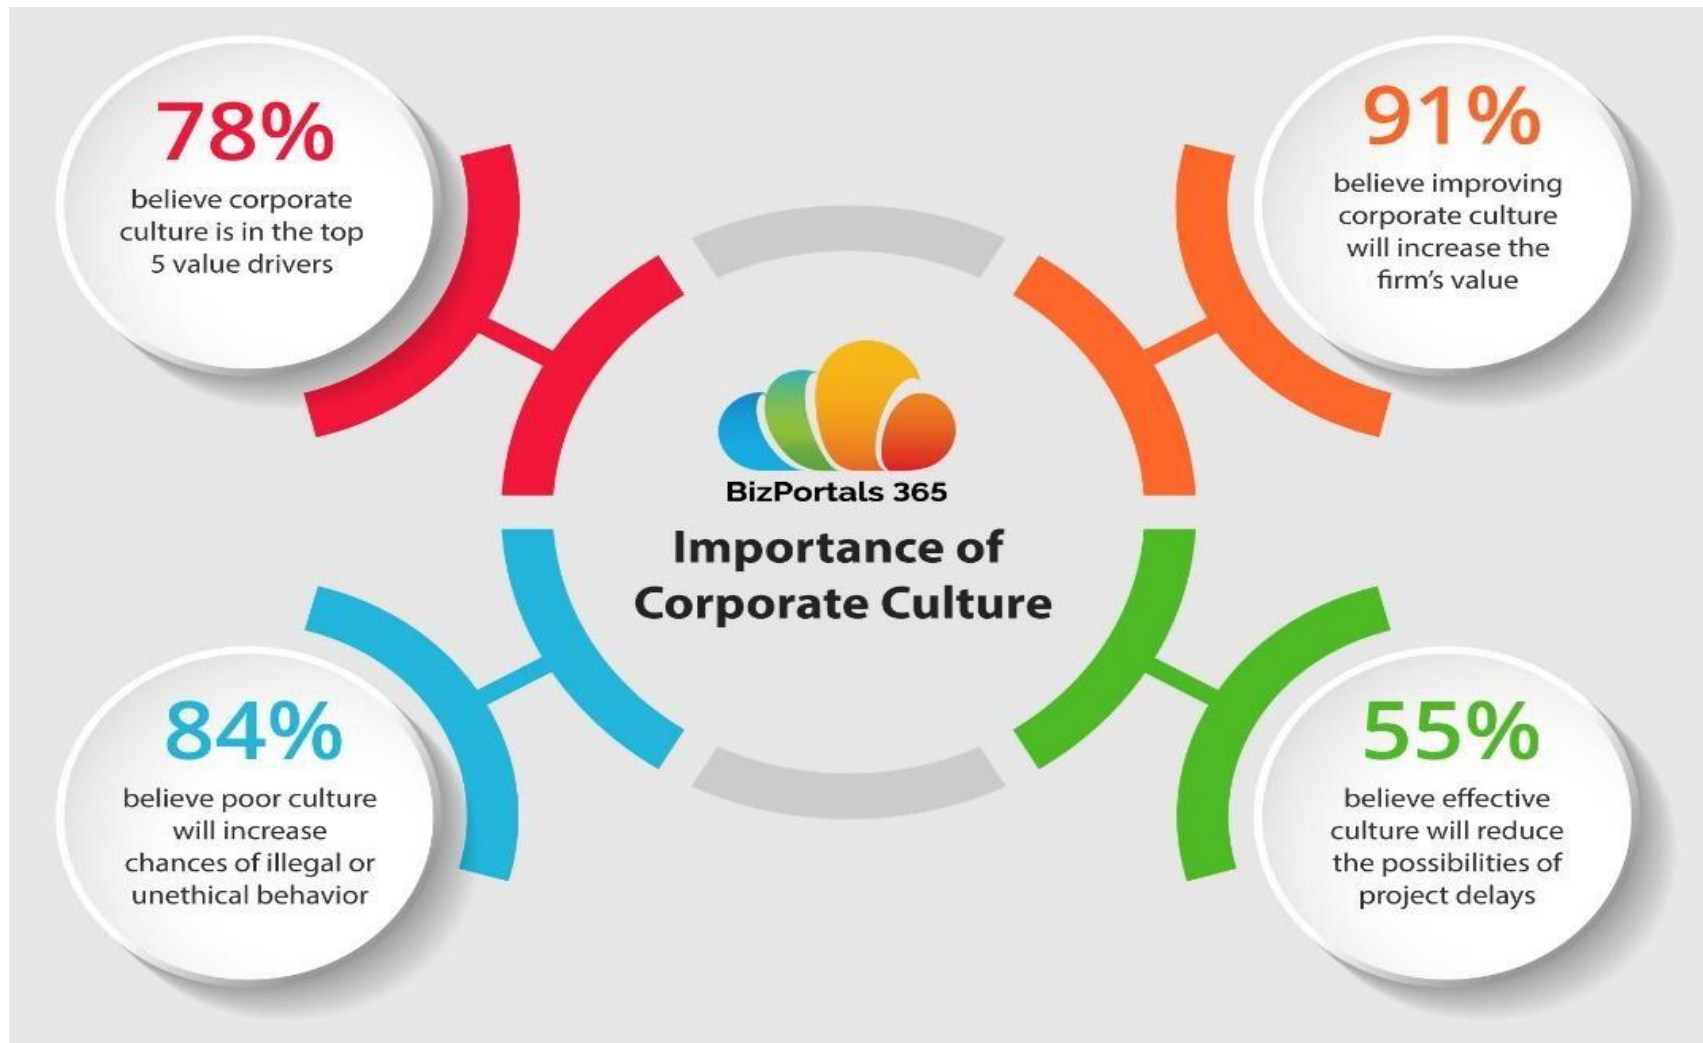 78%
believe corporate
culture is in the top
5 value drivers
91%
believe improving
corporate culture
will increase the
firm’s value
BizPortals 365
Importance of
Corporate Culture
84%
believe poor culture
will increase
chances of illegal or
unethical behavior
55%
believe effective
culture will reduce
the possibilities of
project delays